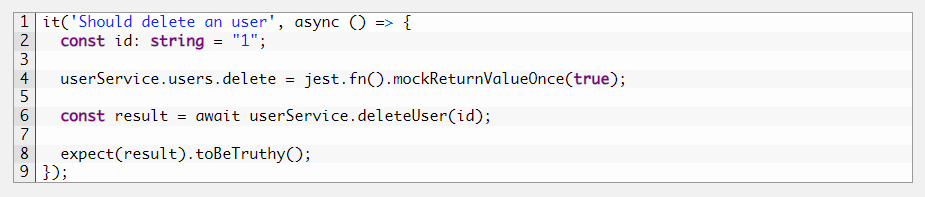 1 it('Should delete an user', async () => {
2   const id: string = "1";
3
4   userService.users.delete = jest.fn().mockReturnValueOnce(true);
5
6   const result = await userService.deleteUser(id);
7
8   expect(result).toBeTruthy();
9 });